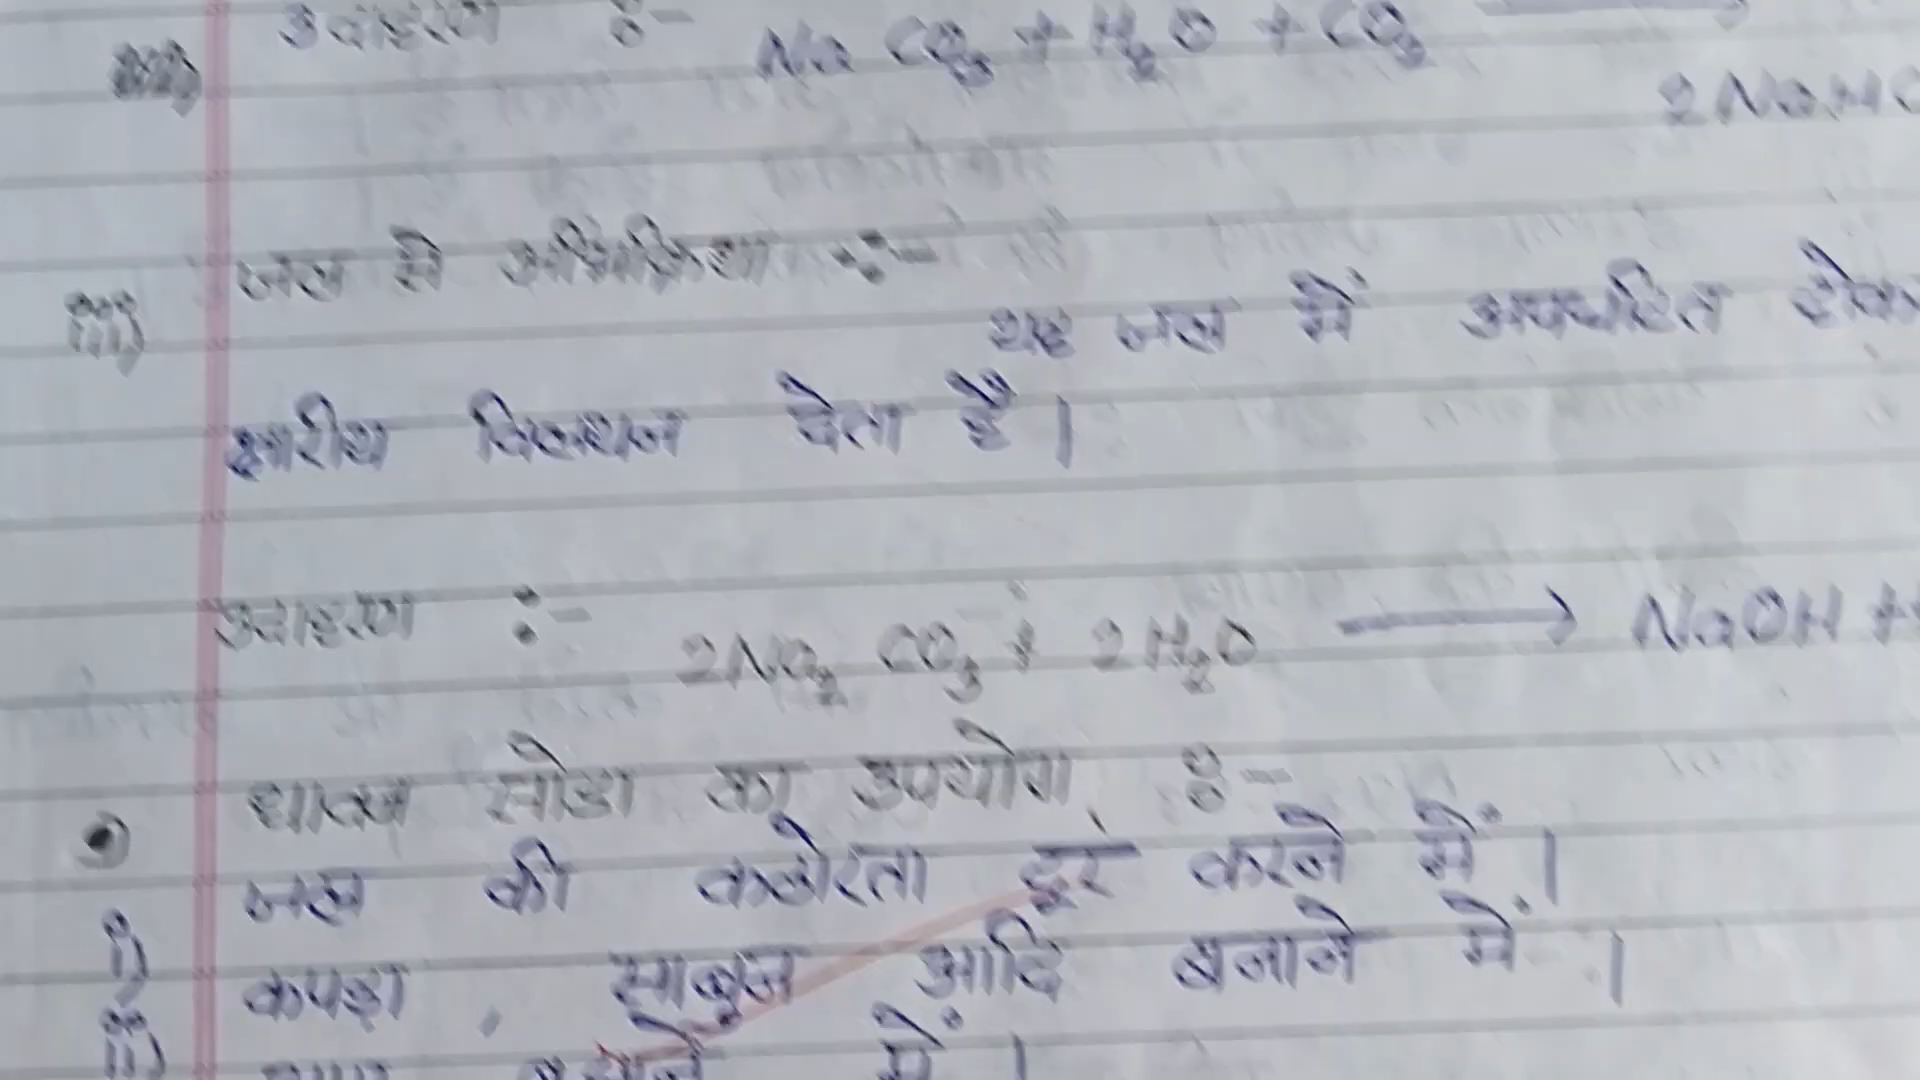 उदाहरण :- Na CO3 + H2O + CO3
2NaHC
iii) जल से अभिक्रिया :-
यह जल में अपघटित होकर
क्षारीय विलयन देता है।
उदाहरण :- 2Na2 CO3 + 2H2O ⟶ NaOH +
धावन सोडा का उपयोग :-
i) जल की कठोरता दूर करने में।
ii) कपड़ा, साबुन आदि बनाने में।
में।